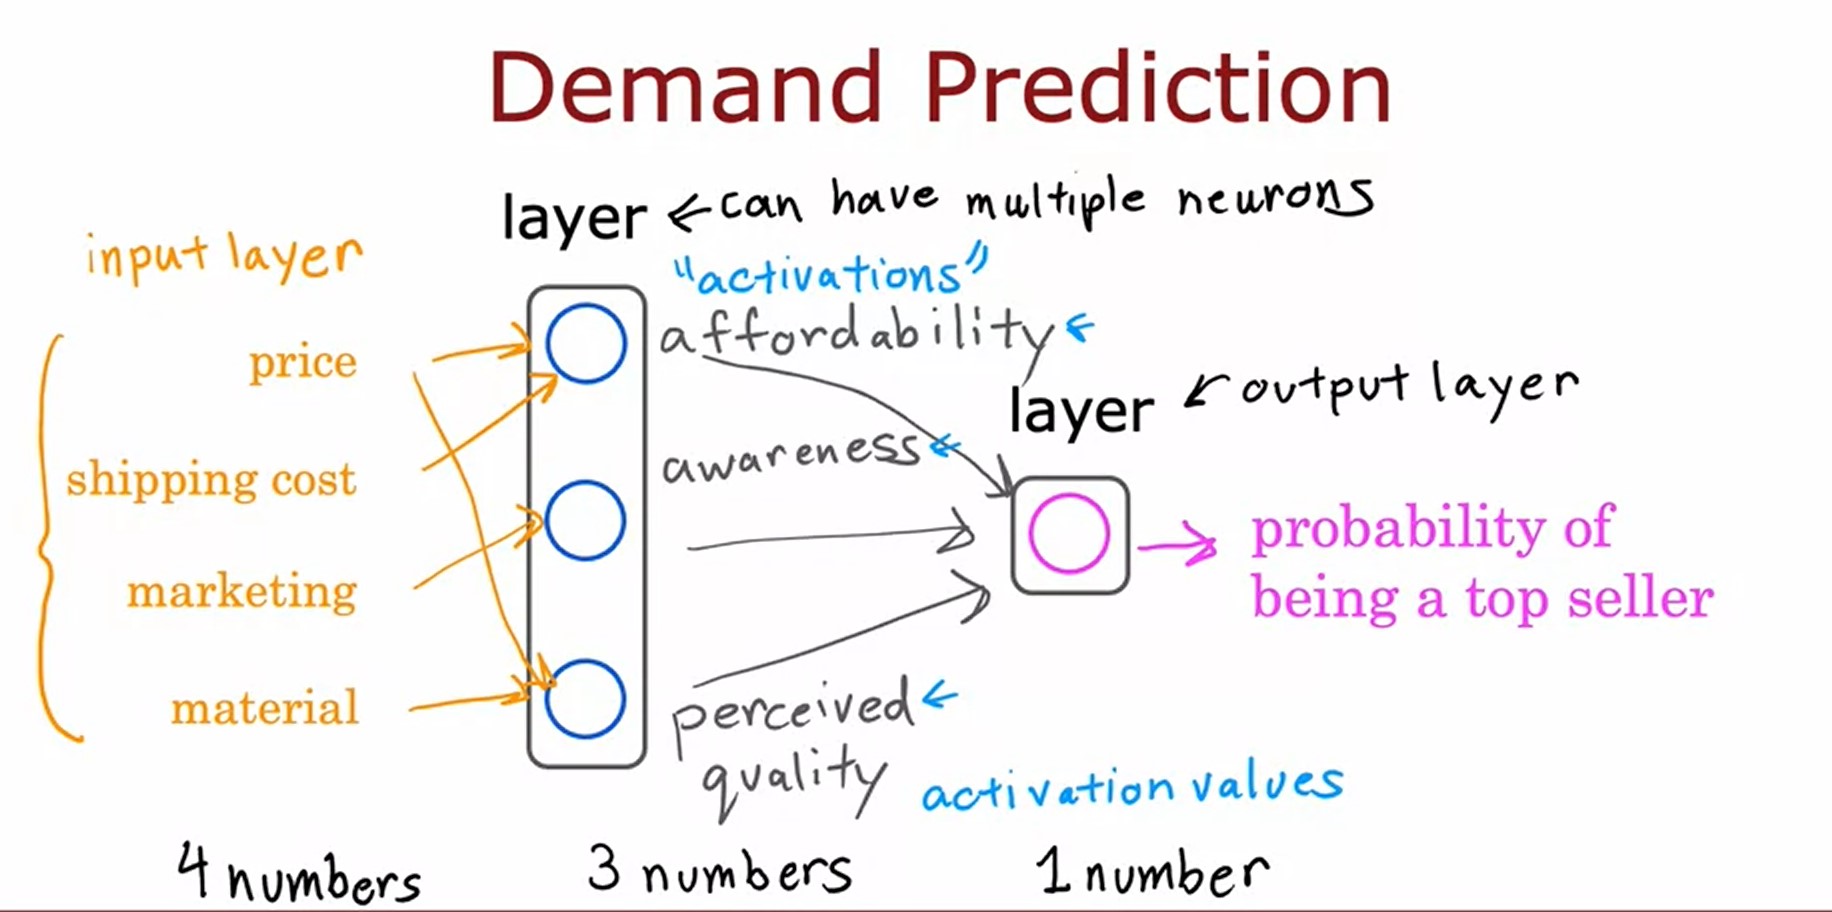 Demand Prediction
layer ← can have multiple neurons
input layer
"activations"
price
affordability ←
layer ← output layer
shipping cost
awareness ←
marketing
probability of
being a top seller
material
perceived ←
quality
activation values
4 numbers
3 numbers
1 number